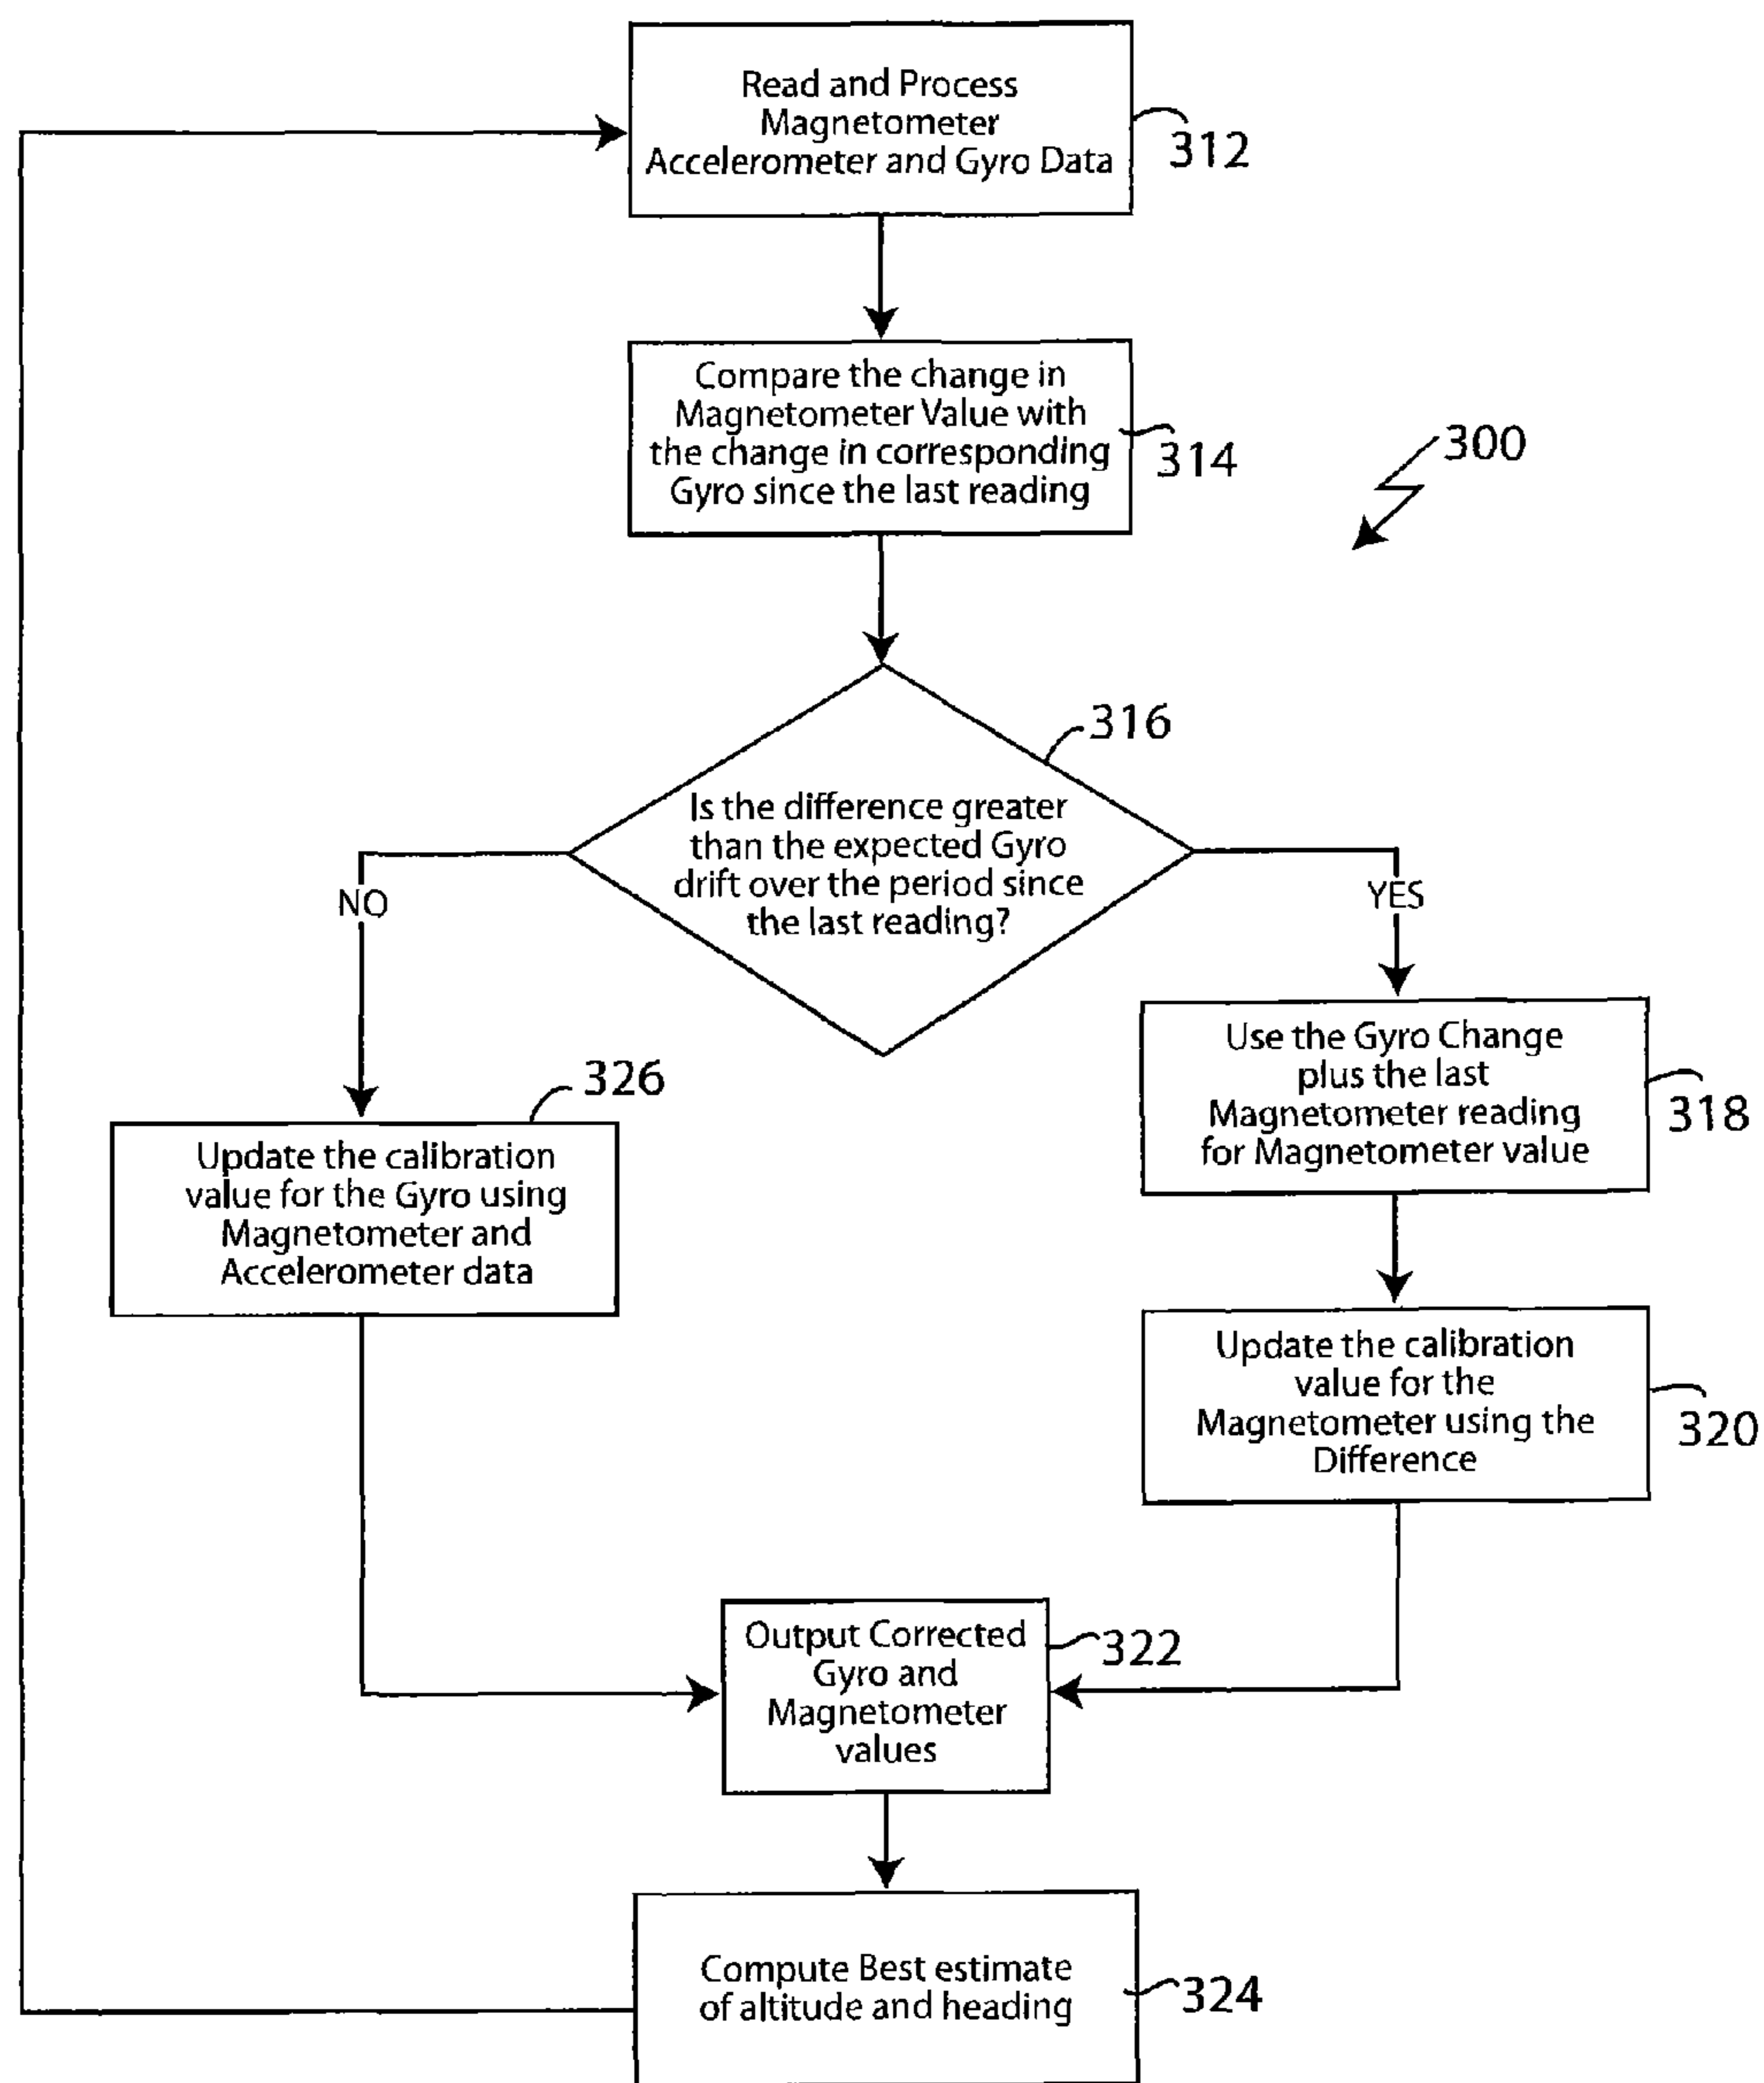 Read and Process
Magnetometer
Accelerometer and Gyro Data
312
Compare the change in
Magnetometer Value with
the change in corresponding
Gyro since the last reading
314
300
316
Is the difference greater
than the expected Gyro
drift over the period since
the last reading?
NO
YES
Use the Gyro Change
plus the last
Magnetometer reading
for Magnetometer value
318
326
Update the calibration
value for the Gyro using
Magnetometer and
Accelerometer data
Update the calibration
value for the
Magnetometer using the
Difference
320
Output Corrected
Gyro and
Magnetometer
values
322
Compute Best estimate
of altitude and heading
324